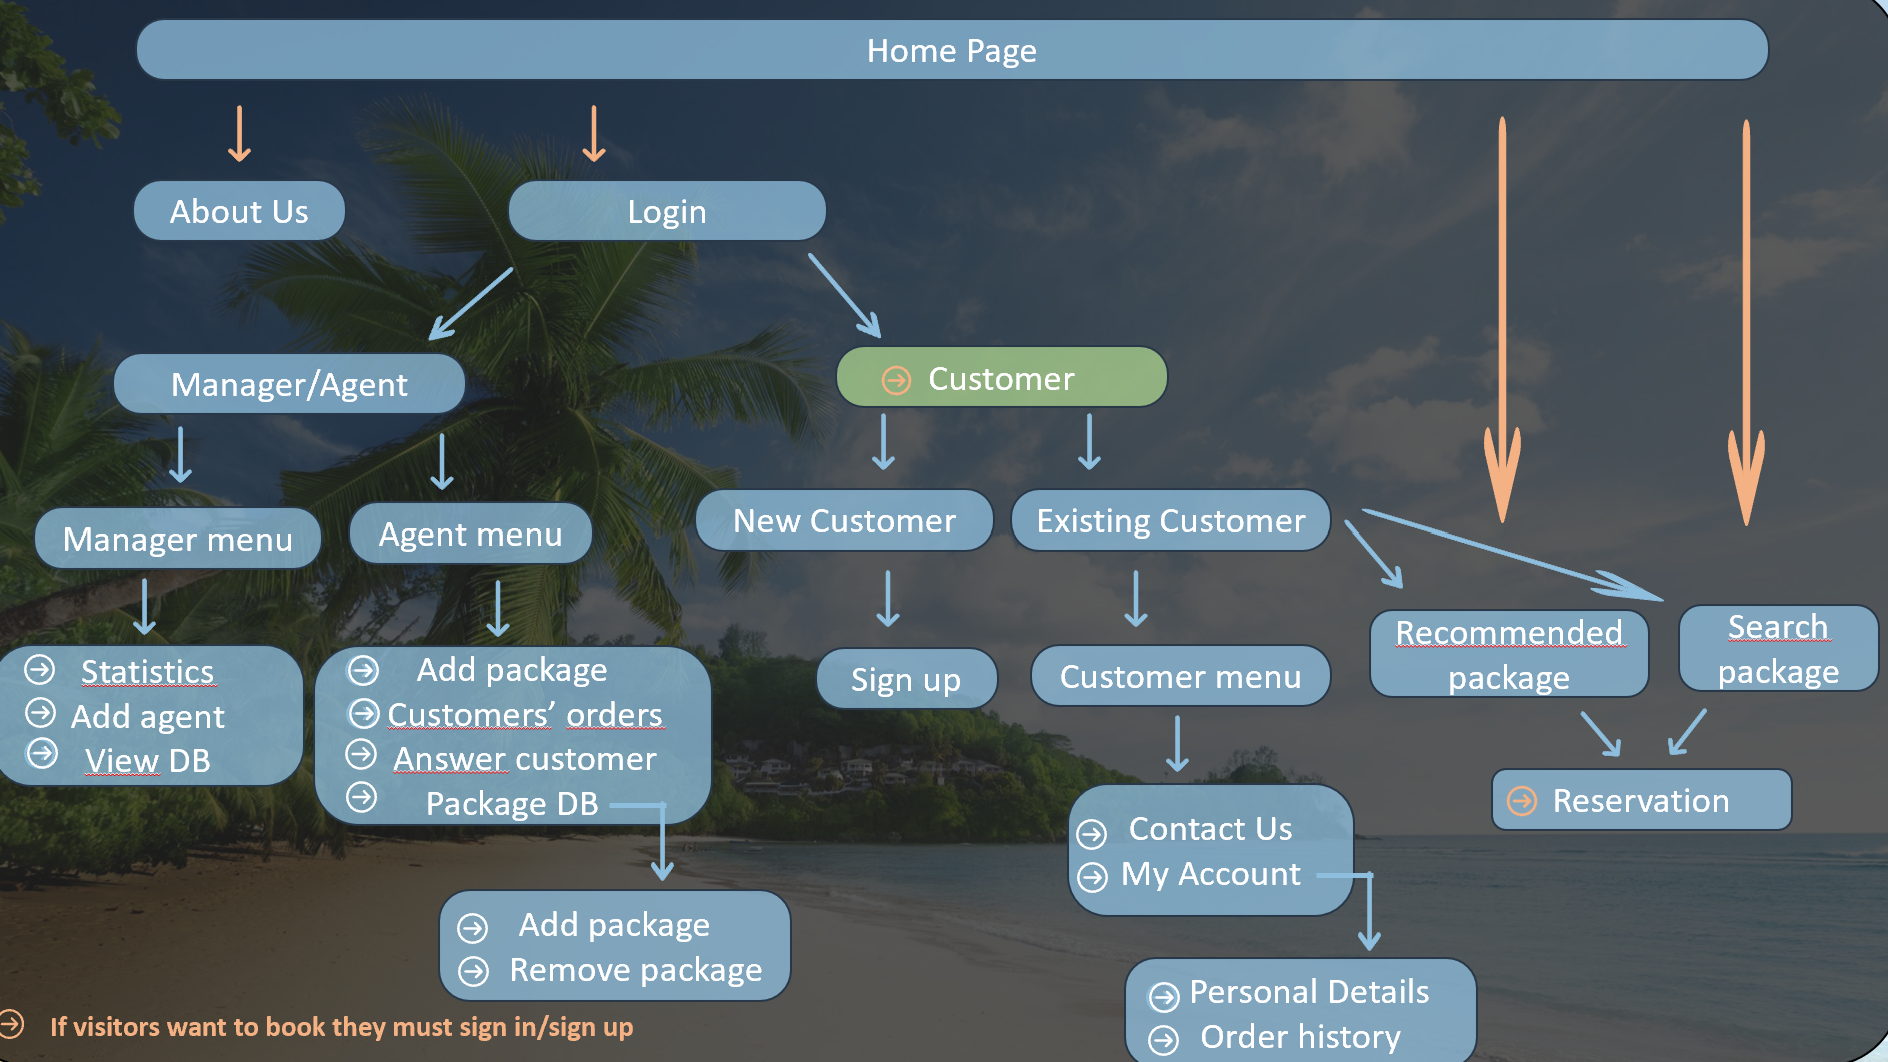 Home Page
About Us
Login
Manager/Agent
Customer
Manager menu
Agent menu
New Customer
Existing Customer
Statistics
Add agent
View DB
Add package
Customers’ orders
Answer customer
Package DB
Sign up
Customer menu
Recommended
package
Search
package
Reservation
Contact Us
My Account
Add package
Remove package
Personal Details
Order history
If visitors want to book they must sign in/sign up